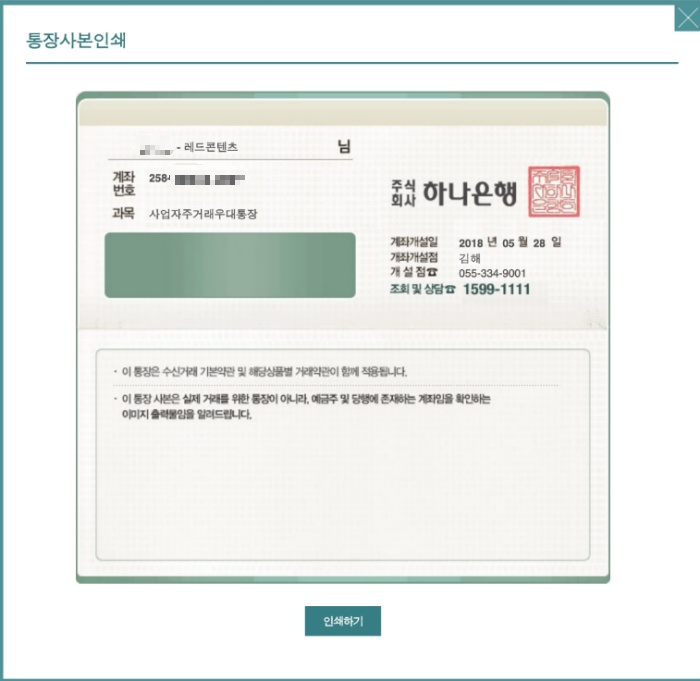 통장사본인쇄
- 레드콘텐츠 님
계좌번호 258
과목 사업자주거래우대통장
주식회사 하나은행
계좌개설일 2018 년 05 월 28 일
계좌개설점 김해
개 설 점☎ 055-334-9001
조회 및 상담☎ 1599-1111
· 이 통장은 수신거래 기본약관 및 해당상품별 거래약관이 함께 적용됩니다.
· 이 통장 사본은 실제 거래를 위한 통장이 아니라, 예금주 및 당행에 존재하는 계좌임을 확인하는
이미지 출력물임을 알려드립니다.
인쇄하기